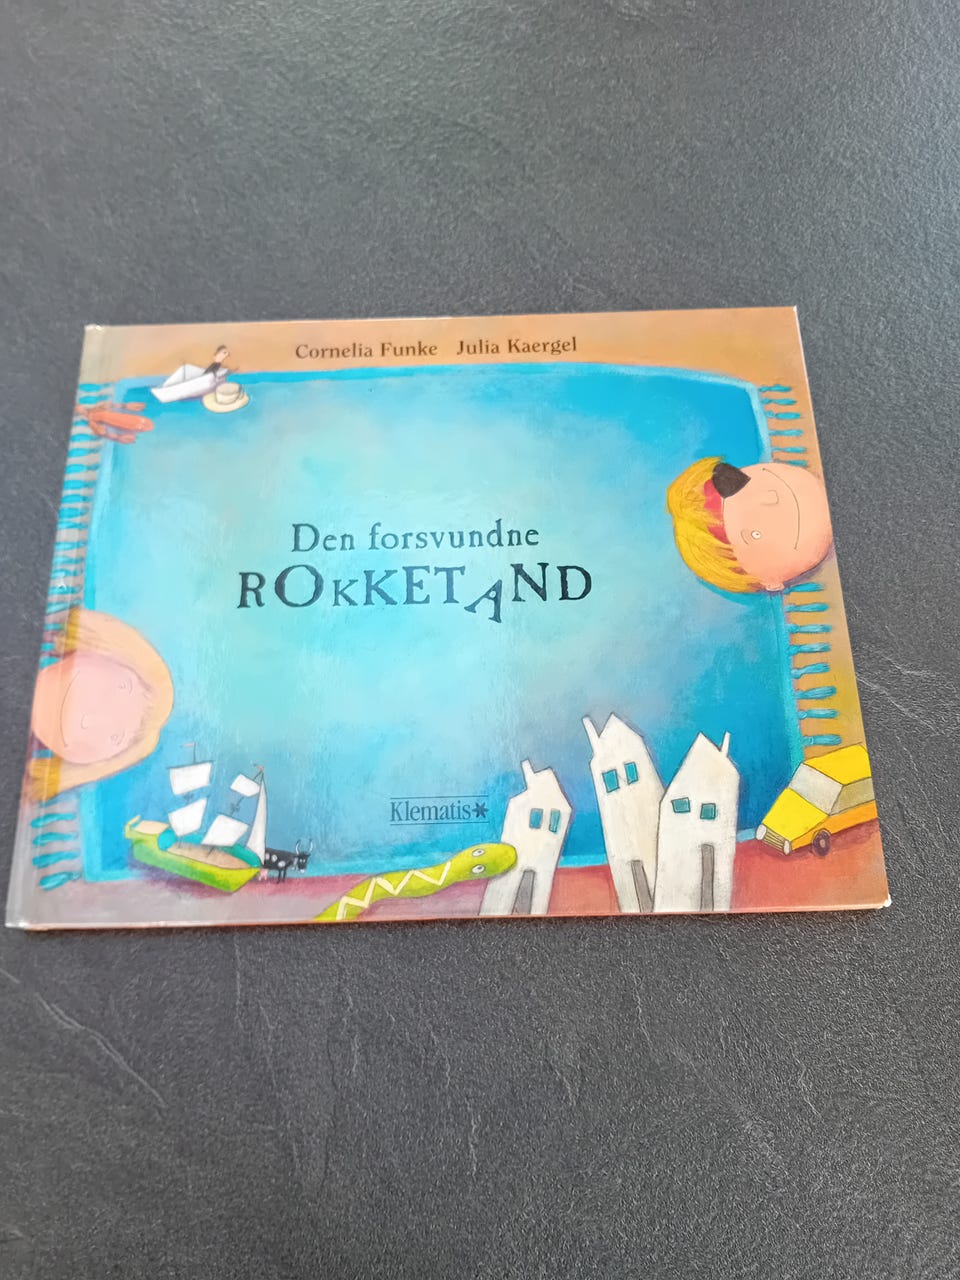 Cornelia Funke Julia Kaergel
Den forsvundne
ROKKETAND
Klematis